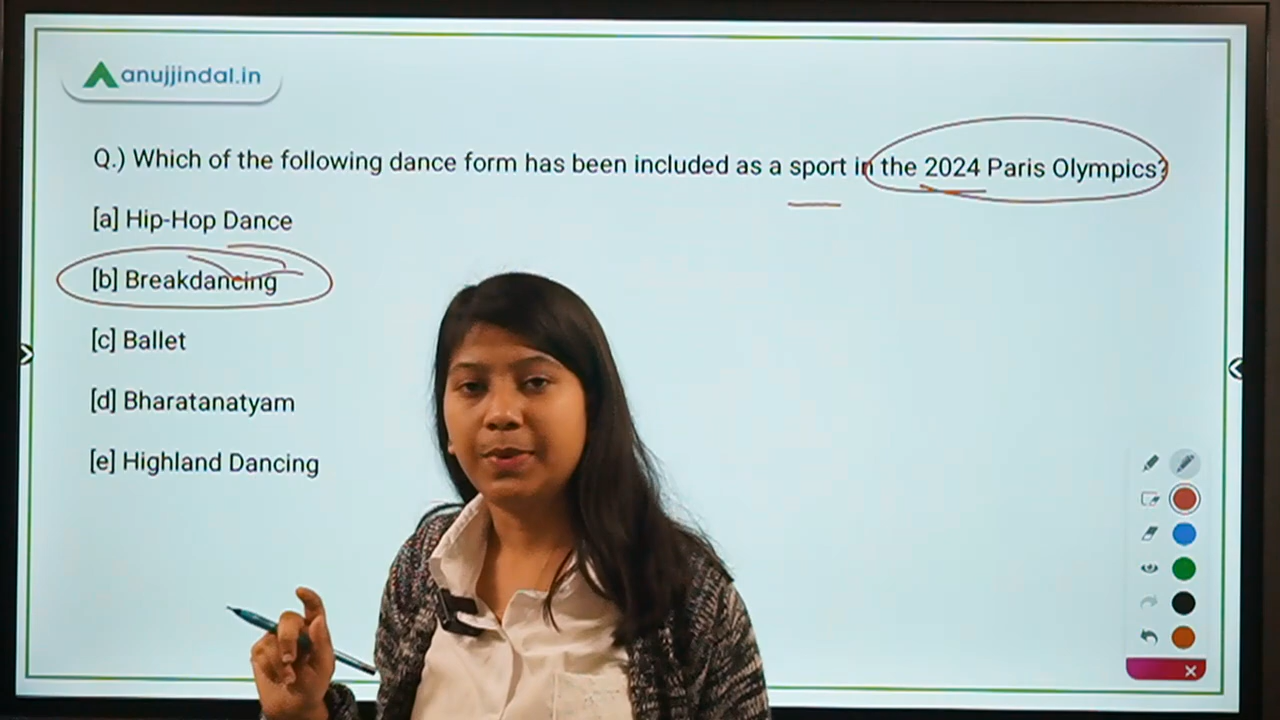 anujjindal.in
Q.) Which of the following dance form has been included as a sport in the 2024 Paris Olympics?
[a] Hip-Hop Dance
[b] Breakdancing
[c] Ballet
[d] Bharatanatyam
[e] Highland Dancing